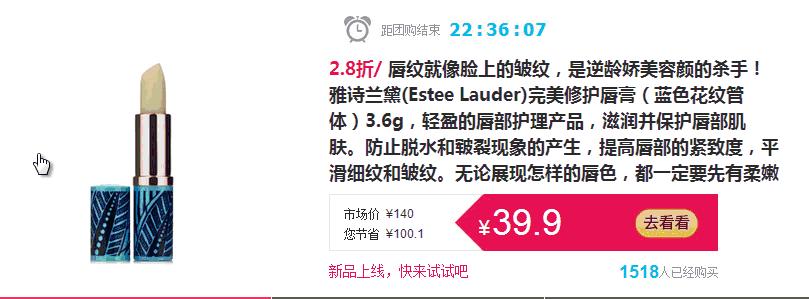 距团购结束 22:36:07
2.8折/ 唇纹就像脸上的皱纹，是逆龄娇美容颜的杀手！
雅诗兰黛(Estee Lauder)完美修护唇膏（蓝色花纹管
体）3.6g，轻盈的唇部护理产品，滋润并保护唇部肌
肤。防止脱水和皲裂现象的产生，提高唇部的紧致度，平
滑细纹和皱纹。无论展现怎样的唇色，都一定要先有柔嫩
市场价 ¥140
您节省 ¥100.1
¥39.9
去看看
新品上线，快来试试吧
1518人已经购买